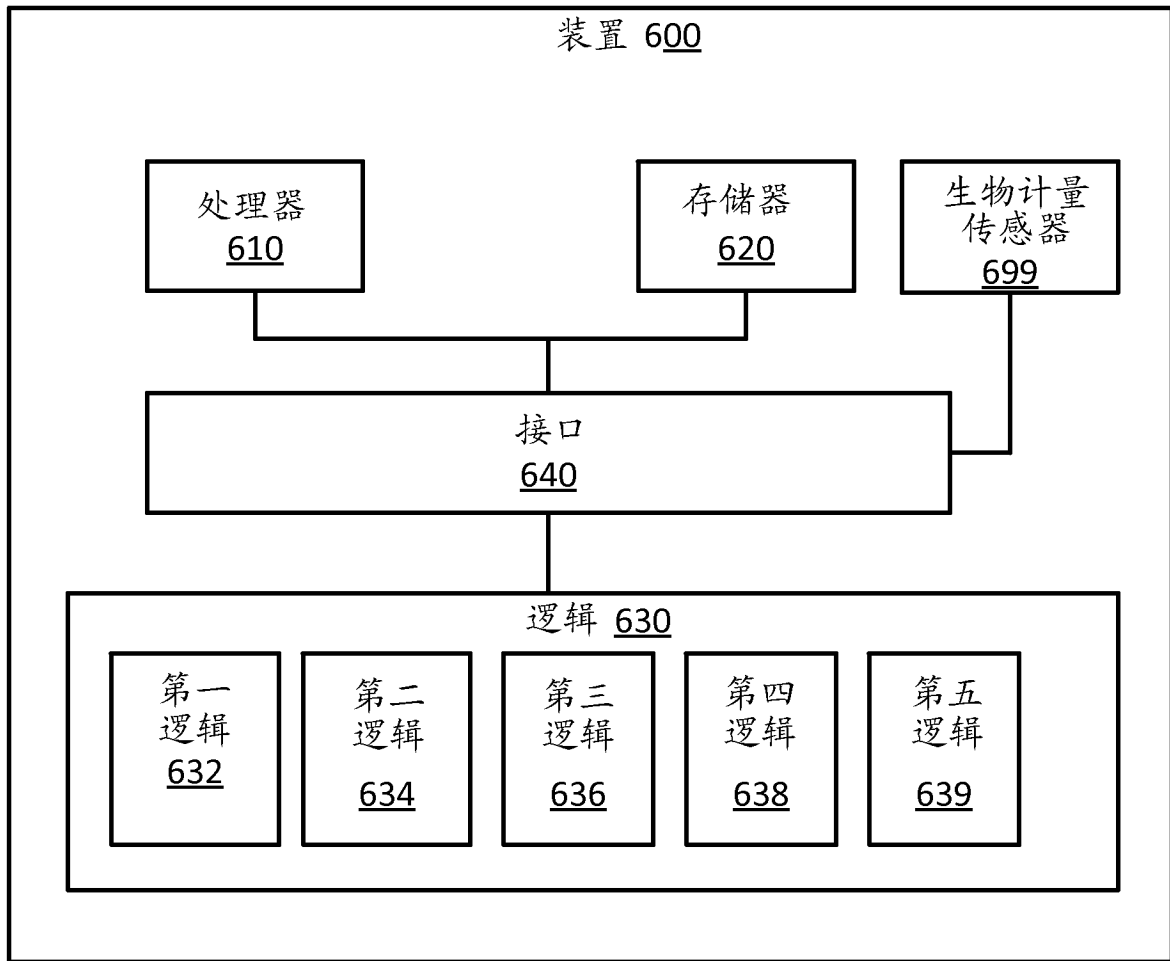 装置 600
处理器
610
存储器
620
生物计量
传感器
699
接口
640
逻辑 630
第一
逻辑
632
第二
逻辑
634
第三
逻辑
636
第四
逻辑
638
第五
逻辑
639